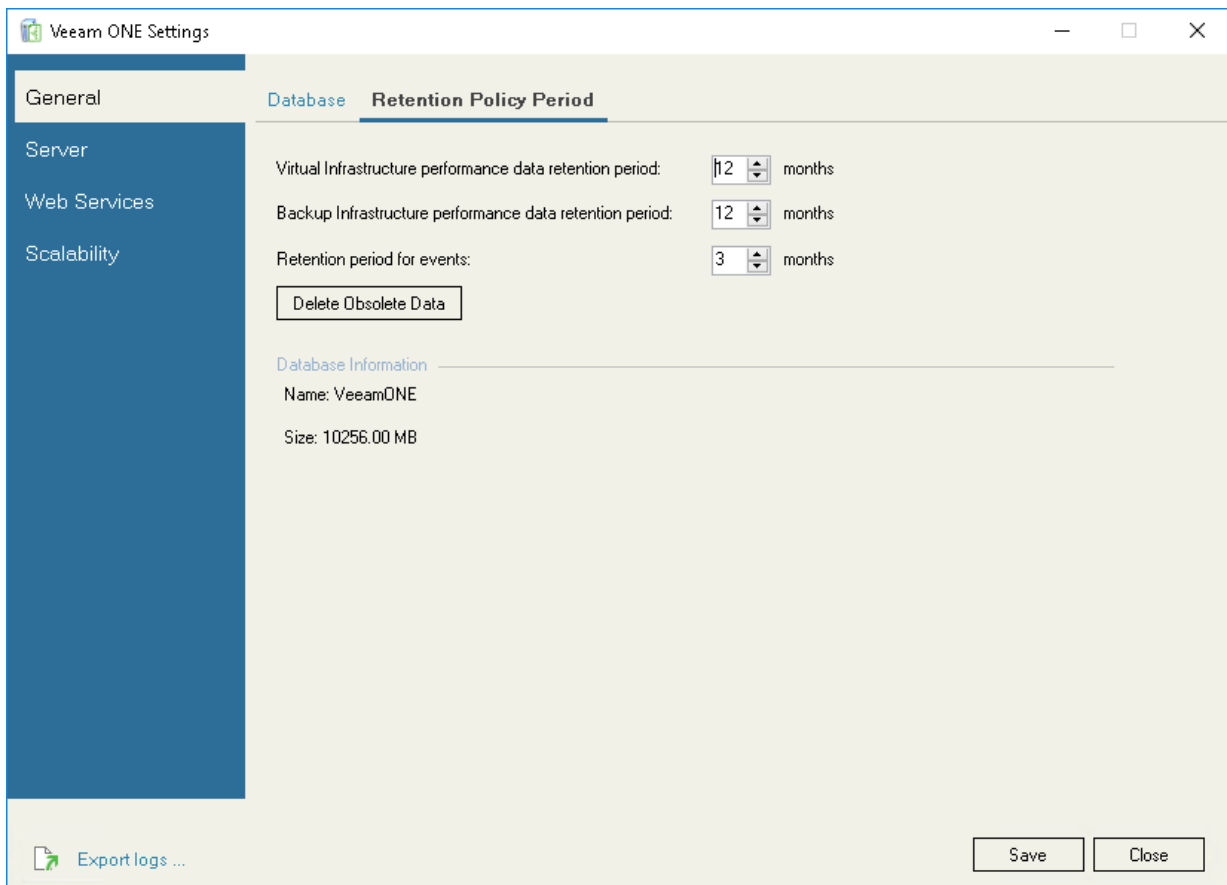 Veeam ONE Settings
General
Server
Web Services
Scalability
Database Retention Policy Period
Virtual Infrastructure performance data retention period: 12 months
Backup Infrastructure performance data retention period: 12 months
Retention period for events: 3 months
Delete Obsolete Data
Database Information
Name: VeeamONE
Size: 10256.00 MB
Export logs ...
Save Close